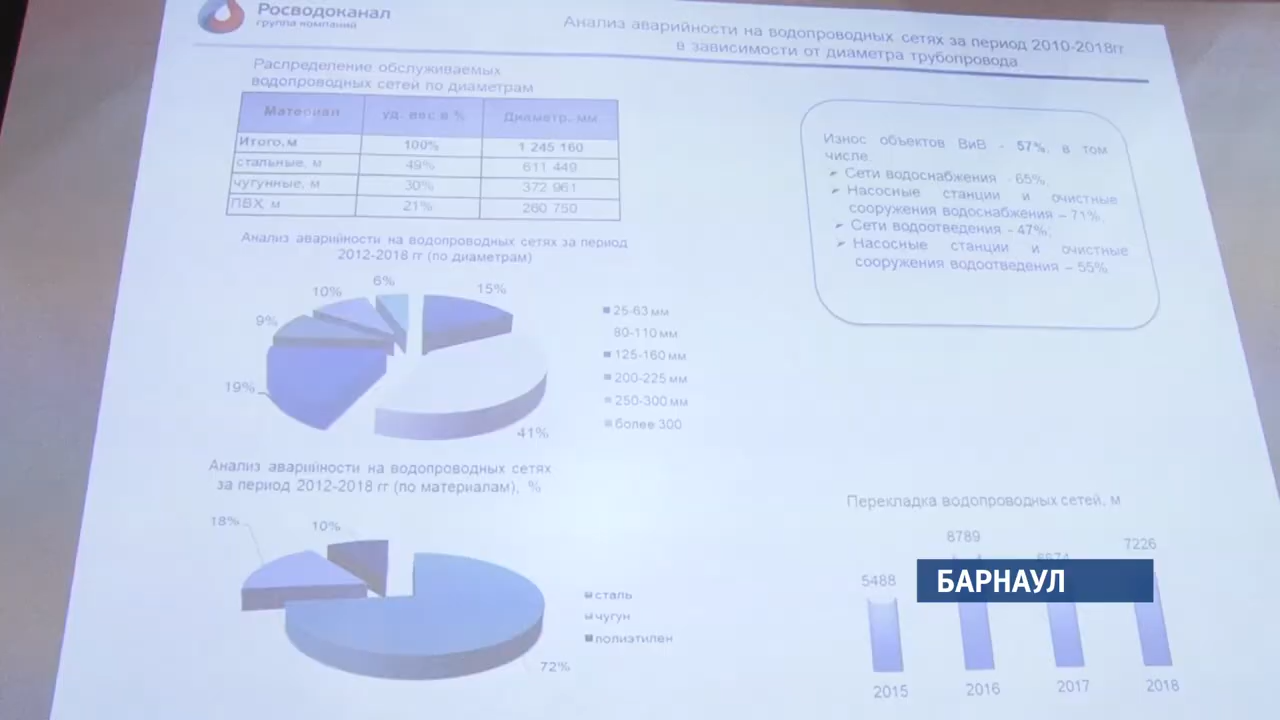 Росводоканал
группа компаний
Анализ аварийности на водопроводных сетях за период 2010-2018гг
в зависимости от диаметра трубопровода
Распределение обслуживаемых
водопроводных сетей по диаметрам
Материал уд. вес в % Диаметр, мм
Итого, м 100% 1 245 160
стальные, м 49% 611 449
чугунные, м 30% 372 961
ПВХ, м 21% 260 750
Износ объектов ВиВ - 57%, в том
числе
➢ Сети водоснабжения - 65%,
➢ Насосные станции и очистные
сооружения водоснабжения – 71%,
➢ Сети водоотведения - 47%;
➢ Насосные станции и очистные
сооружения водоотведения – 55%
Анализ аварийности на водопроводных сетях за период
2012-2018 гг (по диаметрам)
6%
10%
15%
9%
19%
41%
25-63 мм
80-110 мм
125-160 мм
200-225 мм
250-300 мм
более 300
Анализ аварийности на водопроводных сетях
за период 2012-2018 гг (по материалам), %
18%
10%
72%
сталь
чугун
полиэтилен
Перекладка водопроводных сетей, м
5488
8789
7226
2015
2016
2017
2018
БАРНАУЛ